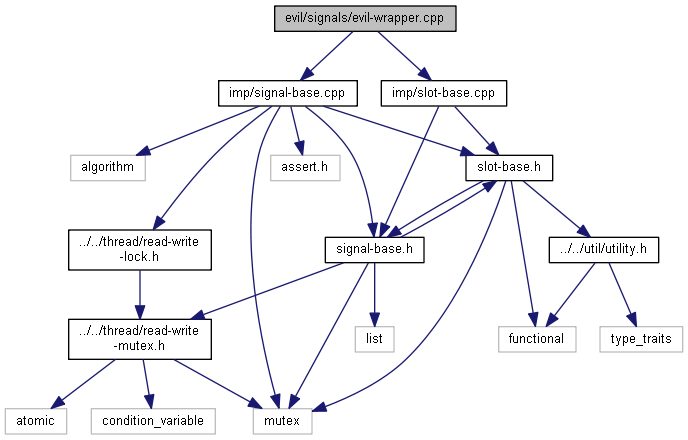 evil/signals/evil-wrapper.cpp
imp/signal-base.cpp
imp/slot-base.cpp
algorithm
assert.h
slot-base.h
../../thread/read-write
-lock.h
signal-base.h
../../util/utility.h
../../thread/read-write
-mutex.h
list
functional
type_traits
atomic
condition_variable
mutex